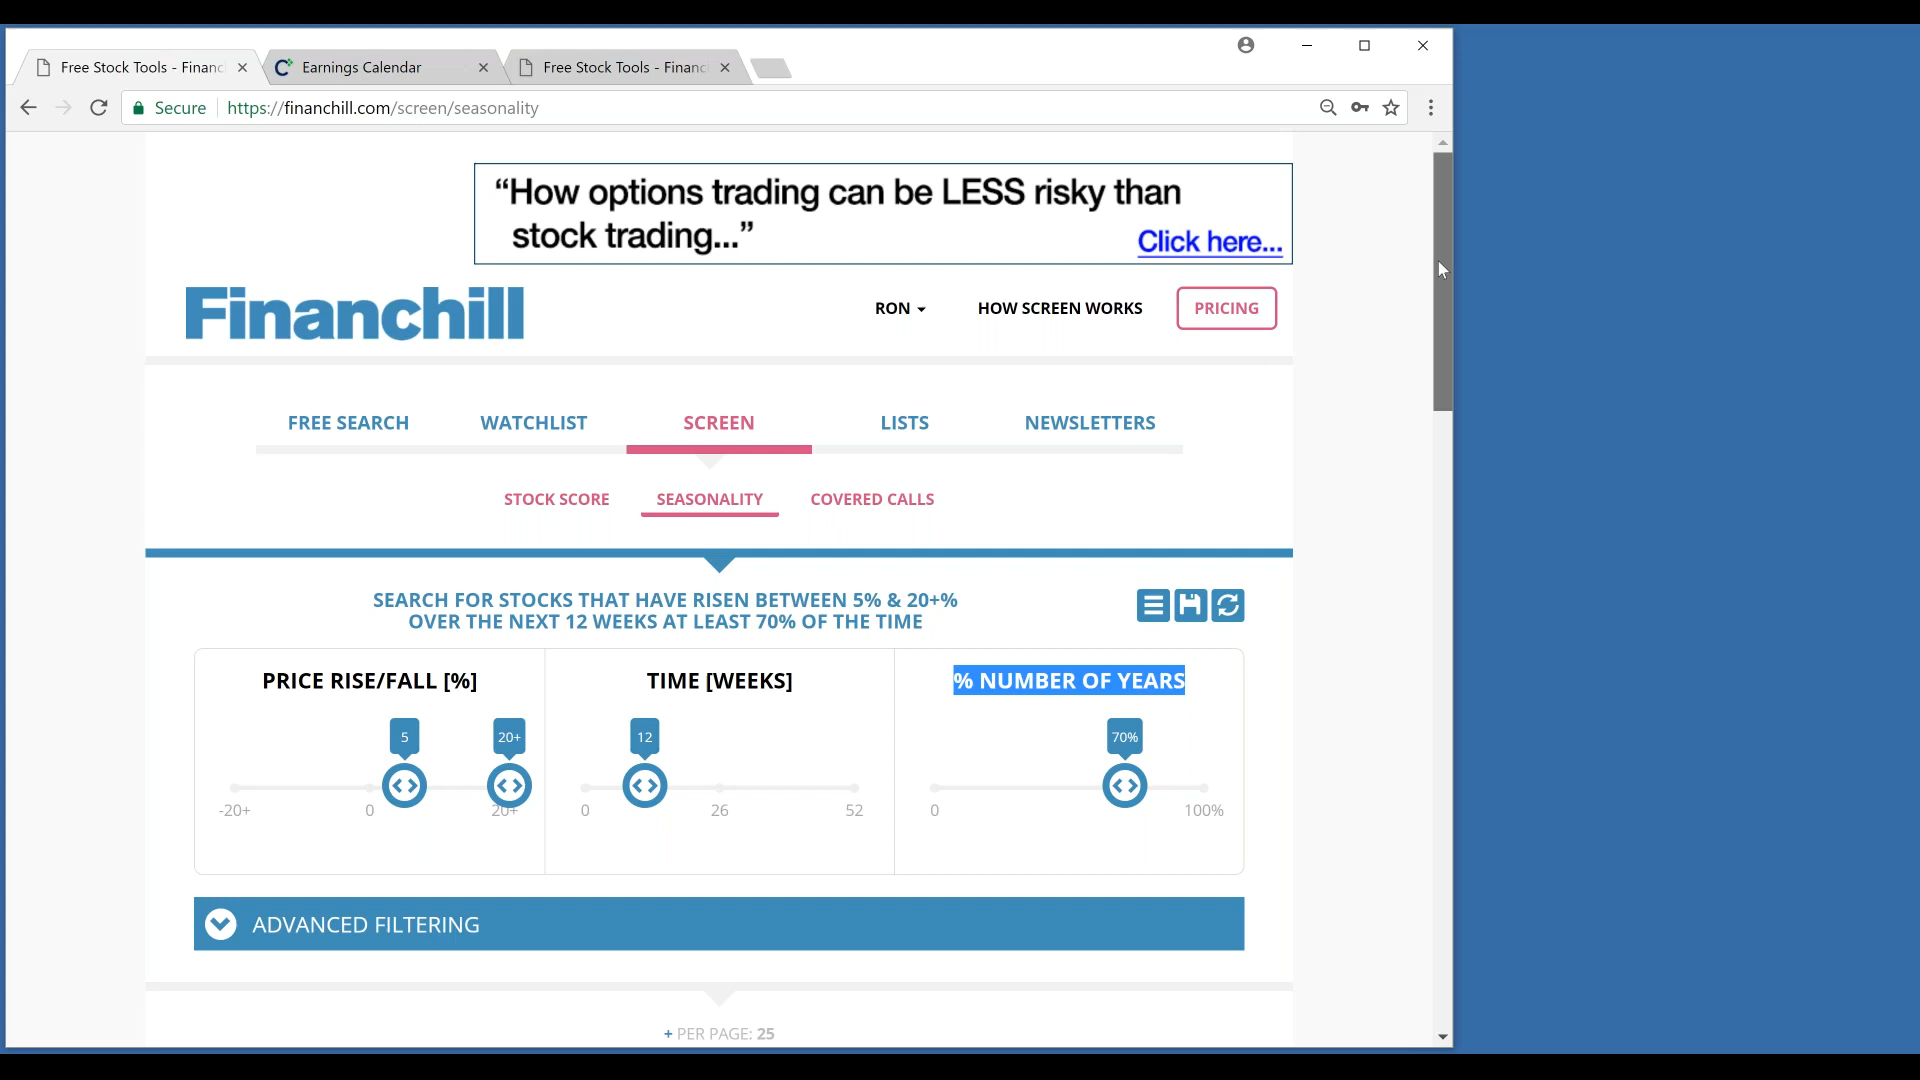 Free Stock Tools - Financ
Earnings Calendar
Free Stock Tools - Financ
Secure
https://financhill.com/screen/seasonality
“How options trading can be LESS risky than
stock trading...”
Click here...
Financhill
RON
HOW SCREEN WORKS
PRICING
FREE SEARCH
WATCHLIST
SCREEN
LISTS
NEWSLETTERS
STOCK SCORE
SEASONALITY
COVERED CALLS
SEARCH FOR STOCKS THAT HAVE RISEN BETWEEN 5% & 20+%
OVER THE NEXT 12 WEEKS AT LEAST 70% OF THE TIME
PRICE RISE/FALL [%]
TIME [WEEKS]
% NUMBER OF YEARS
5
20+
12
70%
-20+
0
20+
0
26
52
0
100%
ADVANCED FILTERING
+ PER PAGE: 25